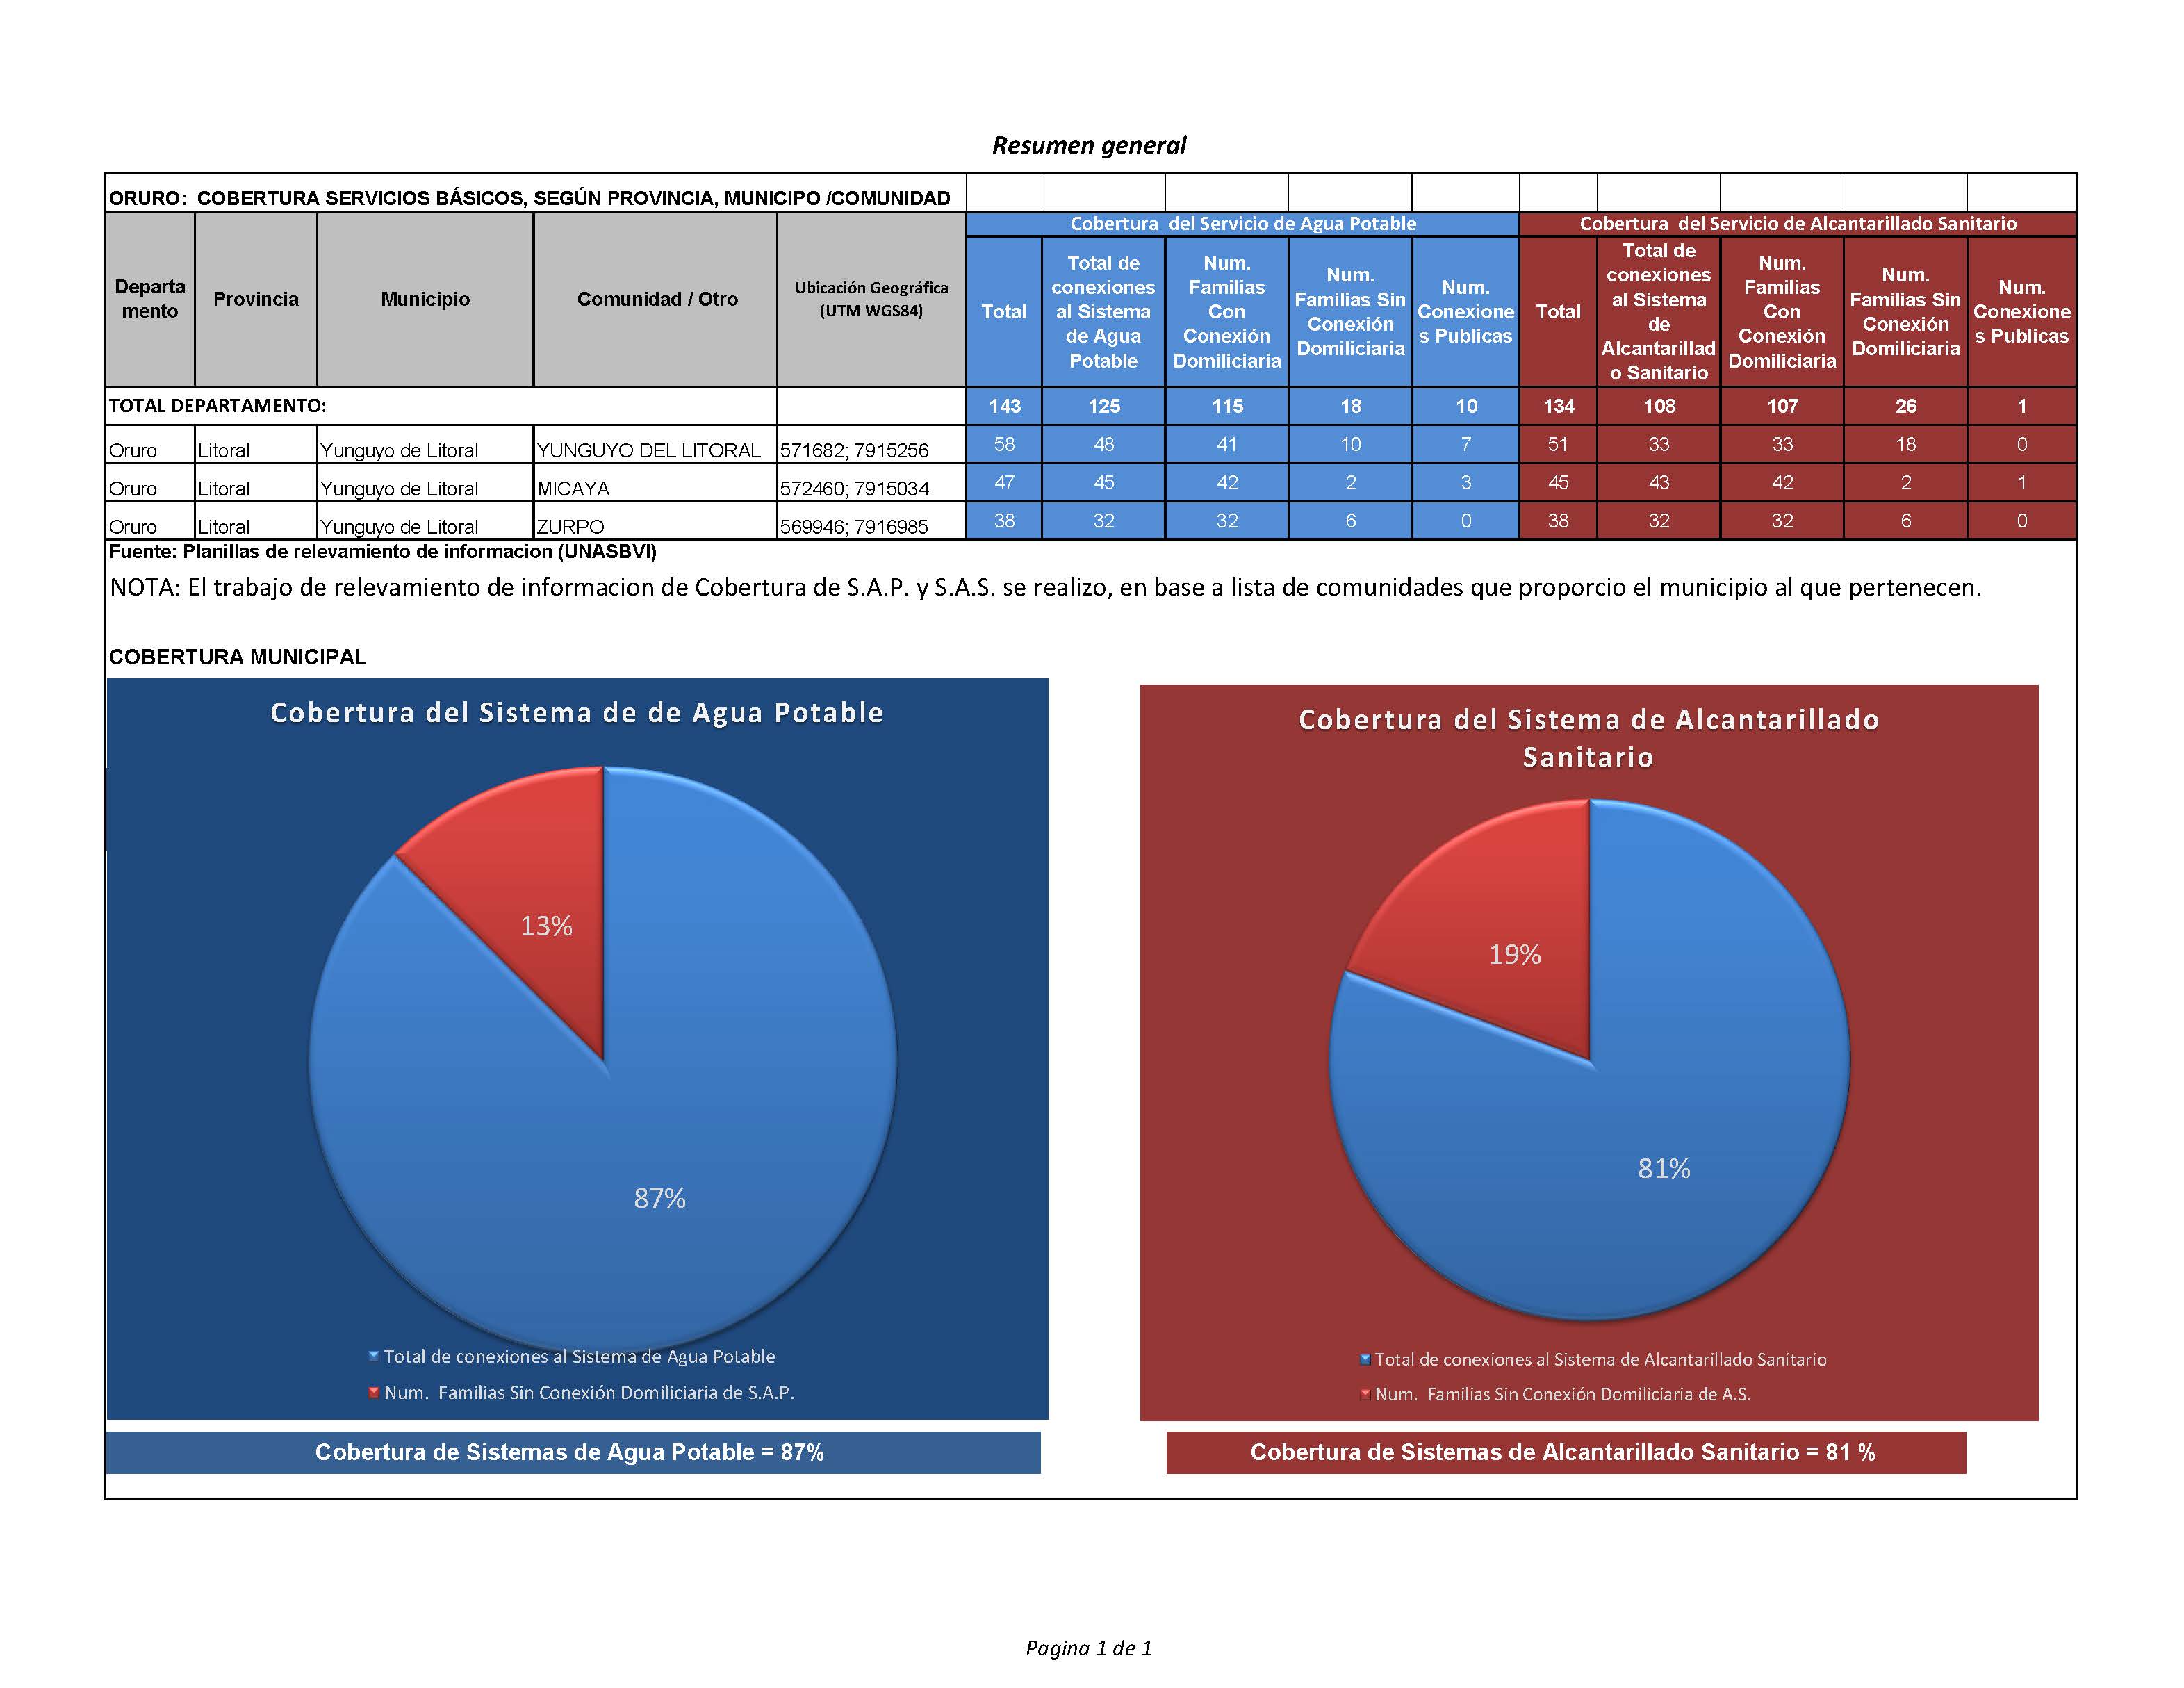 Resumen general
ORURO: COBERTURA SERVICIOS BÁSICOS, SEGÚN PROVINCIA, MUNICIPO /COMUNIDAD
Cobertura del Servicio de Agua Potable
Cobertura del Servicio de Alcantarillado Sanitario
Departa
mento
Provincia
Municipio
Comunidad / Otro
Ubicación Geográfica
(UTM WGS84)
Total
Total de
conexiones
al Sistema
de Agua
Potable
Num.
Familias
Con
Conexión
Domiliciaria
Num.
Familias Sin
Conexión
Domiliciaria
Num.
Conexione
s Publicas
Total
Total de
conexiones
al Sistema
de
Alcantarillad
o Sanitario
Num.
Familias
Con
Conexión
Domiliciaria
Num.
Familias Sin
Conexión
Domiliciaria
Num.
Conexione
s Publicas
TOTAL DEPARTAMENTO: 143 125 115 18 10 134 108 107 26 1
Oruro Litoral Yunguyo de Litoral YUNGUYO DEL LITORAL 571682; 7915256 58 48 41 10 7 51 33 33 18 0
Oruro Litoral Yunguyo de Litoral MICAYA 572460; 7915034 47 45 42 2 3 45 43 42 2 1
Oruro Litoral Yunguyo de Litoral ZURPO 569946; 7916985 38 32 32 6 0 38 32 32 6 0
Fuente: Planillas de relevamiento de informacion (UNASBVI)
NOTA: El trabajo de relevamiento de informacion de Cobertura de S.A.P. y S.A.S. se realizo, en base a lista de comunidades que proporcio el municipio al que pertenecen.
COBERTURA MUNICIPAL
Cobertura del Sistema de de Agua Potable
13%
87%
Total de conexiones al Sistema de Agua Potable
Num. Familias Sin Conexión Domiliciaria de S.A.P.
Cobertura de Sistemas de Agua Potable = 87%
Cobertura del Sistema de Alcantarillado
Sanitario
19%
81%
Total de conexiones al Sistema de Alcantarillado Sanitario
Num. Familias Sin Conexión Domiliciaria de A.S.
Cobertura de Sistemas de Alcantarillado Sanitario = 81 %
Pagina 1 de 1